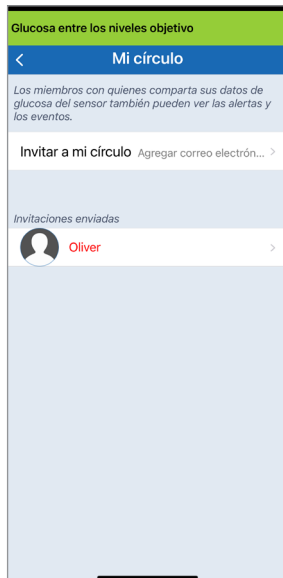 Glucosa entre los niveles objetivo
Mi círculo
Los miembros con quienes comparta sus datos de
glucosa del sensor también pueden ver las alertas y
los eventos.
Invitar a mi círculo Agregar correo electrón...
Invitaciones enviadas
Oliver